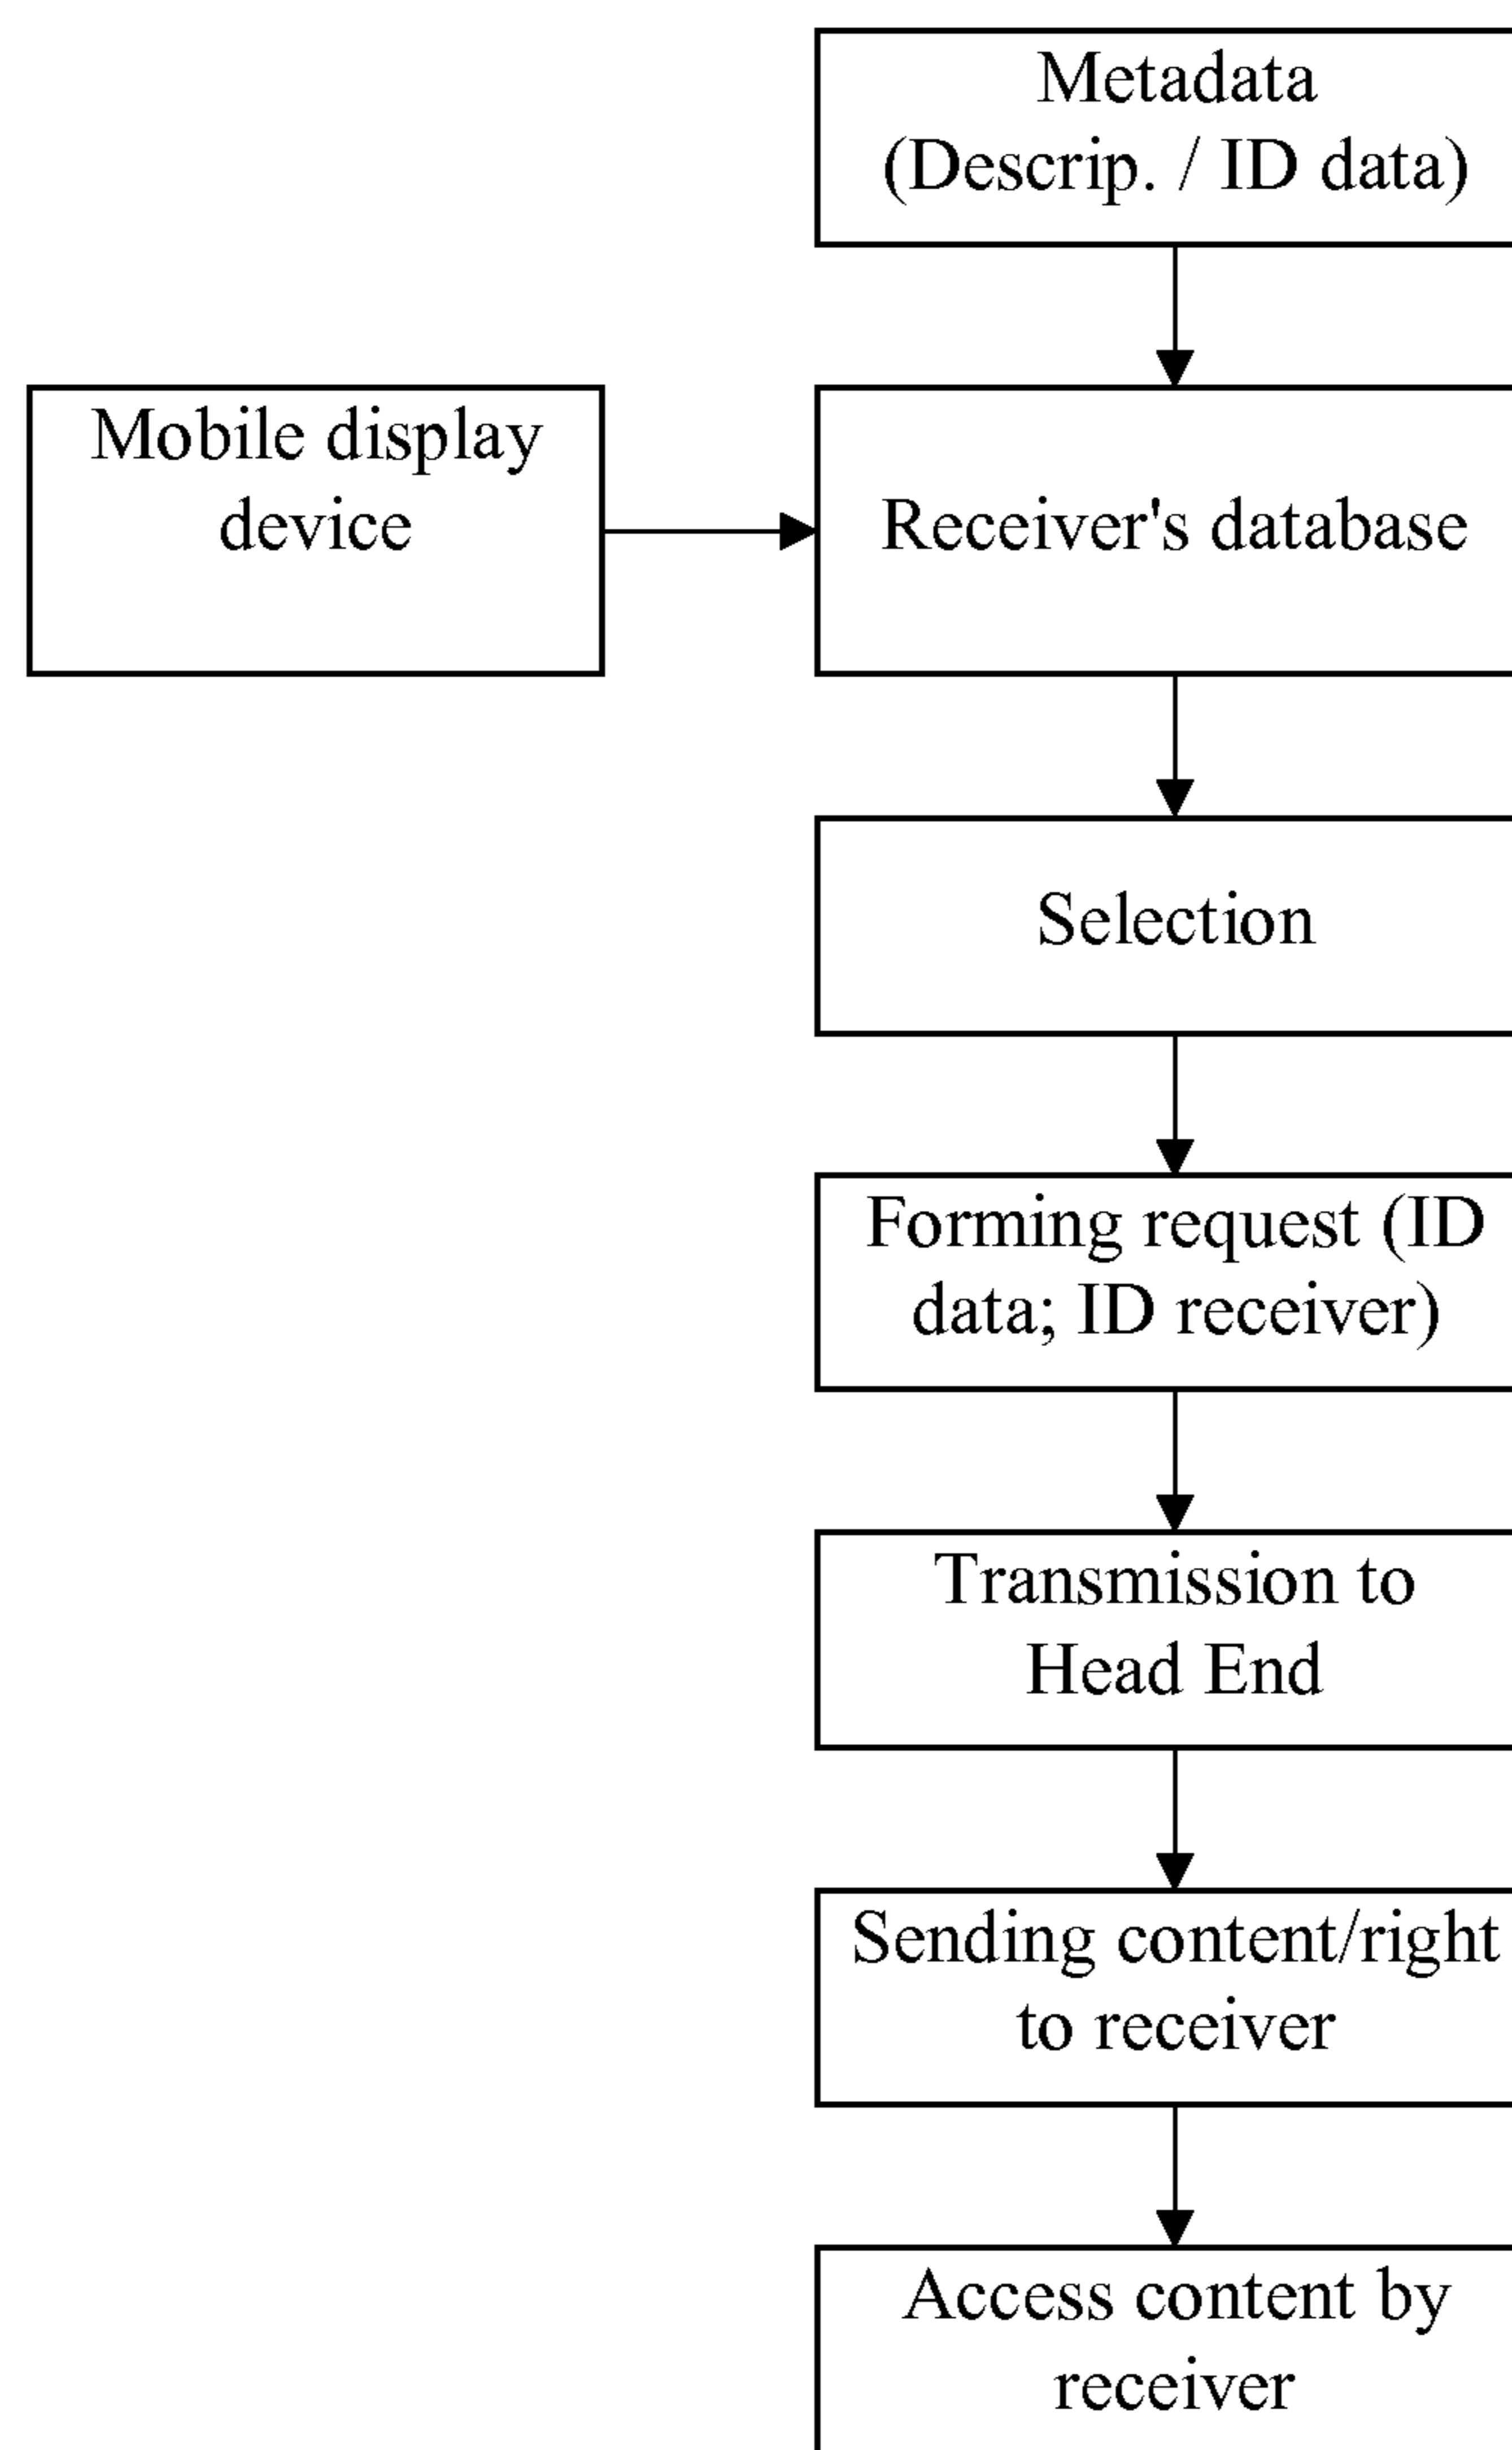 Metadata
(Descrip. / ID data)
Mobile display
device
Receiver's database
Selection
Forming request (ID
data; ID receiver)
Transmission to
Head End
Sending content/right
to receiver
Access content by
receiver